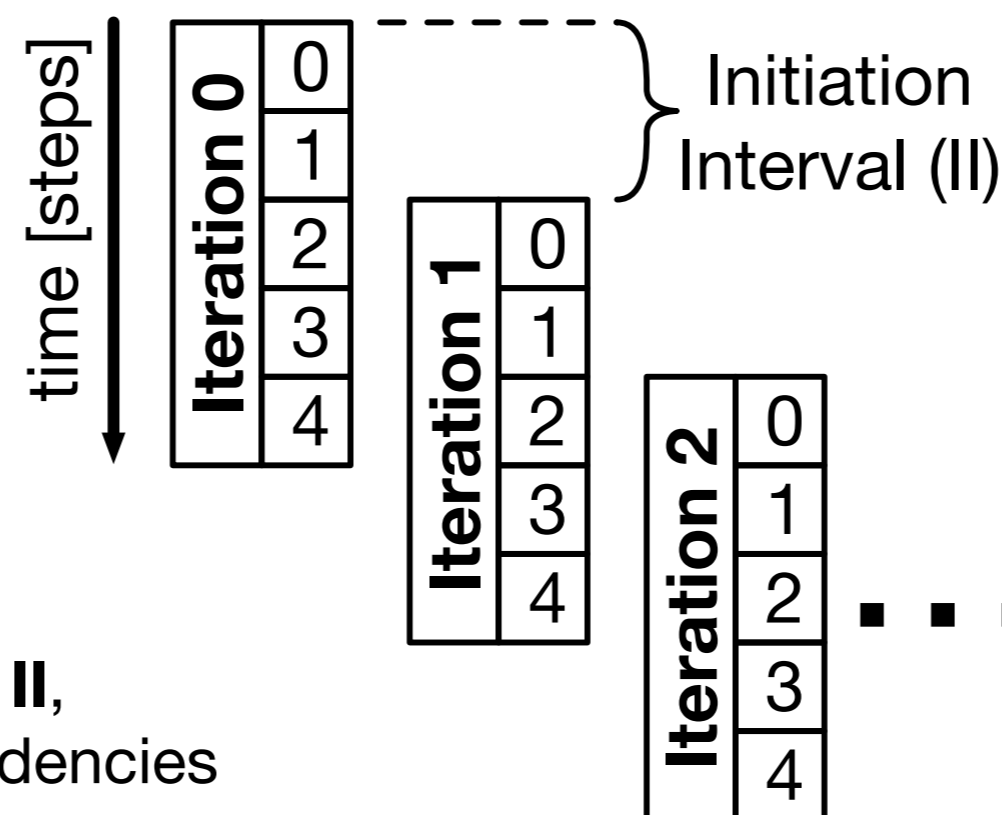 time [steps]
Iteration 0
0
1
2
3
4
Initiation
Interval (II)
Iteration 1
0
1
2
3
4
Iteration 2
0
1
2
3
4
II,
dencies